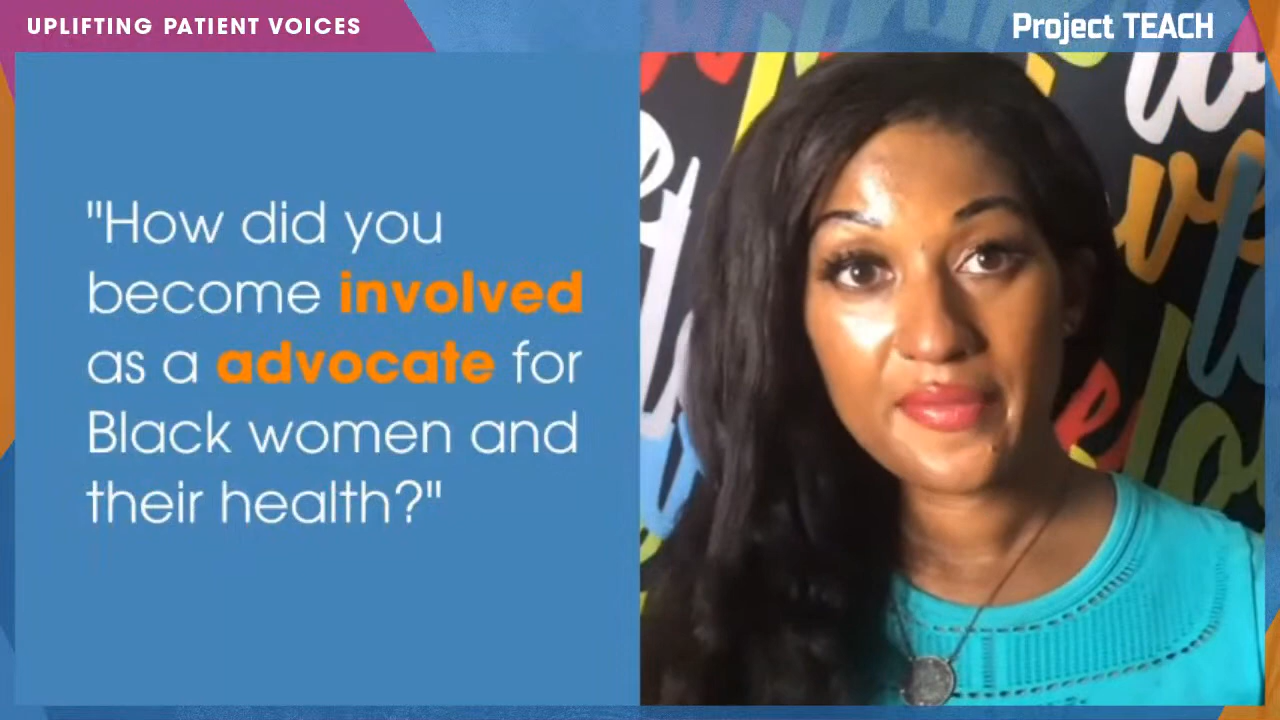 UPLIFTING PATIENT VOICES
Project TEACH
"How did you
become involved
as a advocate for
Black women and
their health?"